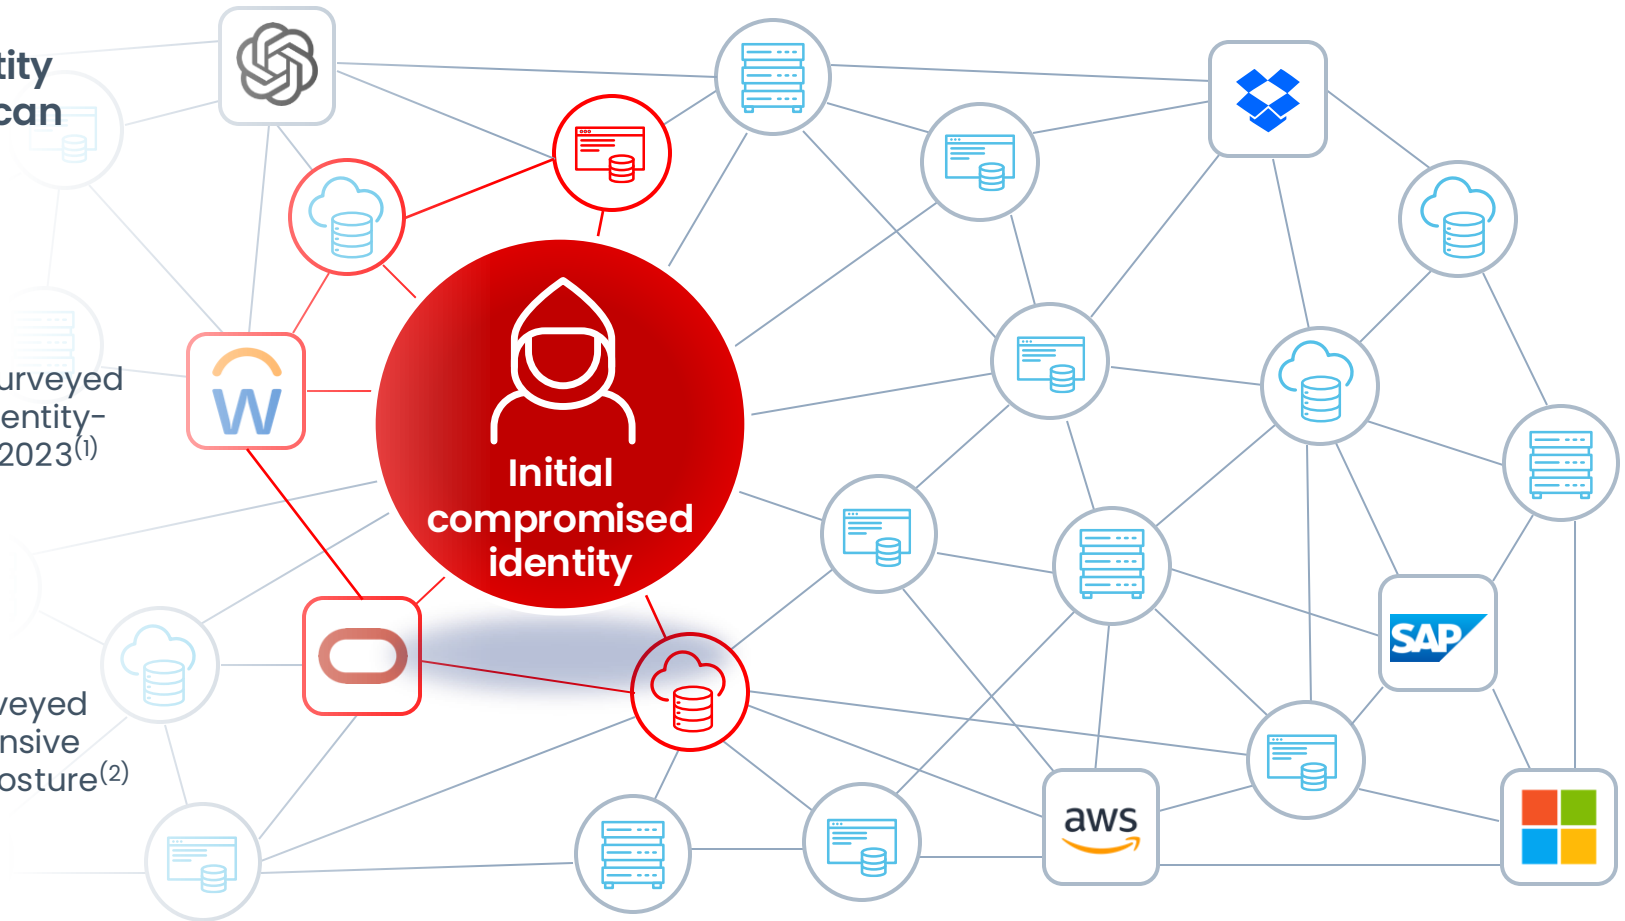 tity
can
urveyed
entity-
2023(1)
veyed
nsive
osture(2)
Initial
compromised
identity
W
SAP
aws